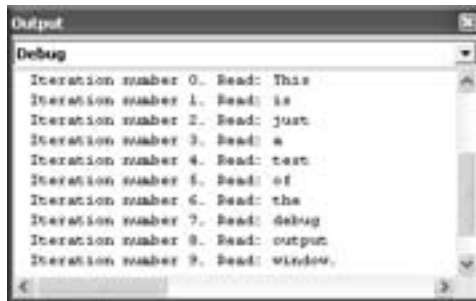 Output
Debug
Iteration number 0. Read: This
Iteration number 1. Read: is
Iteration number 2. Read: just
Iteration number 3. Read: a
Iteration number 4. Read: test
Iteration number 5. Read: of
Iteration number 6. Read: the
Iteration number 7. Read: debug
Iteration number 8. Read: output
Iteration number 9. Read: window.